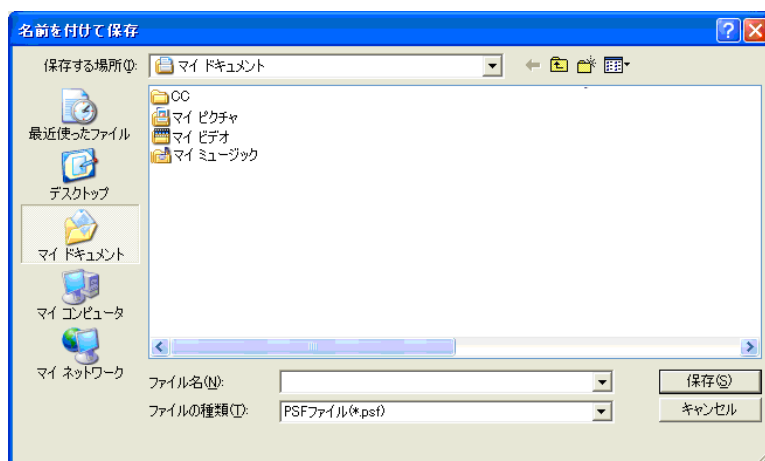 名前を付けて保存
保存する場所(I):
マイ ドキュメント
CC
マイ ピクチャ
マイ ビデオ
マイ ミュージック
最近使ったファイル
デスクトップ
マイ ドキュメント
マイ コンピュータ
マイ ネットワーク
ファイル名(N):
保存(S)
ファイルの種類(T):
PSFファイル(*.psf)
キャンセル